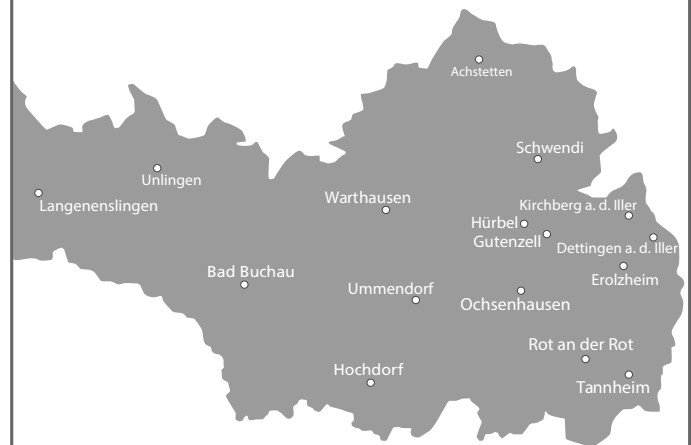 Achstetten
Schwendi
Unlingen
Langenenslingen
Warthausen
Kirchberg a. d. Iller
Hürbel
Gutenzell
Dettingen a. d. Iller
Bad Buchau
Erolzheim
Ummendorf
Ochsenhausen
Rot an der Rot
Hochdorf
Tannheim